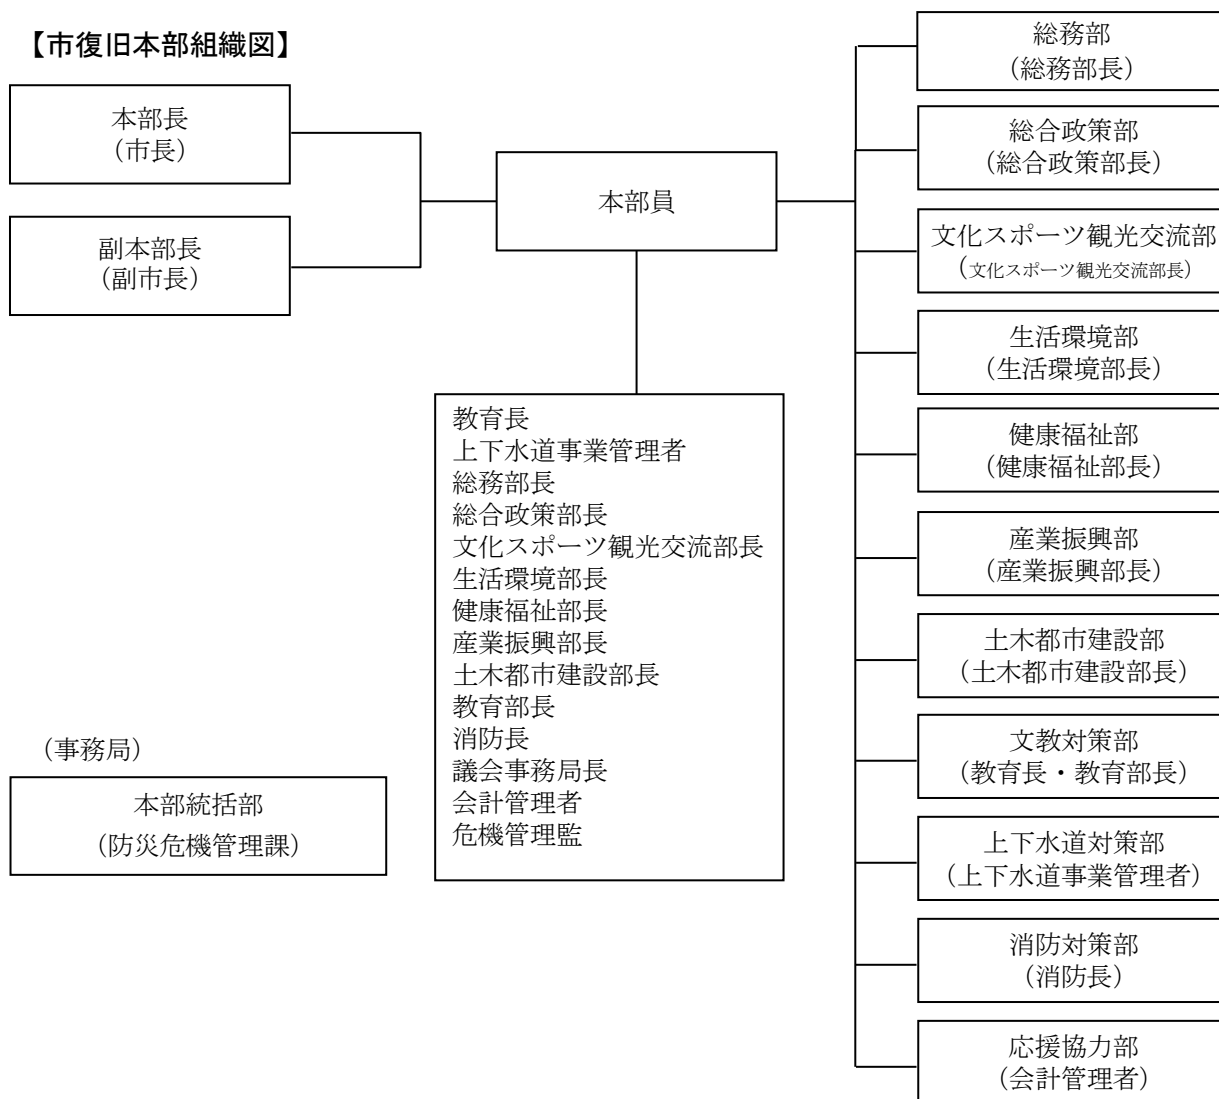 【市復旧本部組織図】
本部長
(市長)
副本部長
(副市長)
本部員
教育長
上下水道事業管理者
総務部長
総合政策部長
文化スポーツ観光交流部長
生活環境部長
健康福祉部長
産業振興部長
土木都市建設部長
教育部長
消防長
議会事務局長
会計管理者
危機管理監
(事務局)
本部統括部
(防災危機管理課)
総務部
(総務部長)
総合政策部
(総合政策部長)
文化スポーツ観光交流部
(文化スポーツ観光交流部長)
生活環境部
(生活環境部長)
健康福祉部
(健康福祉部長)
産業振興部
(産業振興部長)
土木都市建設部
(土木都市建設部長)
文教対策部
(教育長・教育部長)
上下水道対策部
(上下水道事業管理者)
消防対策部
(消防長)
応援協力部
(会計管理者)